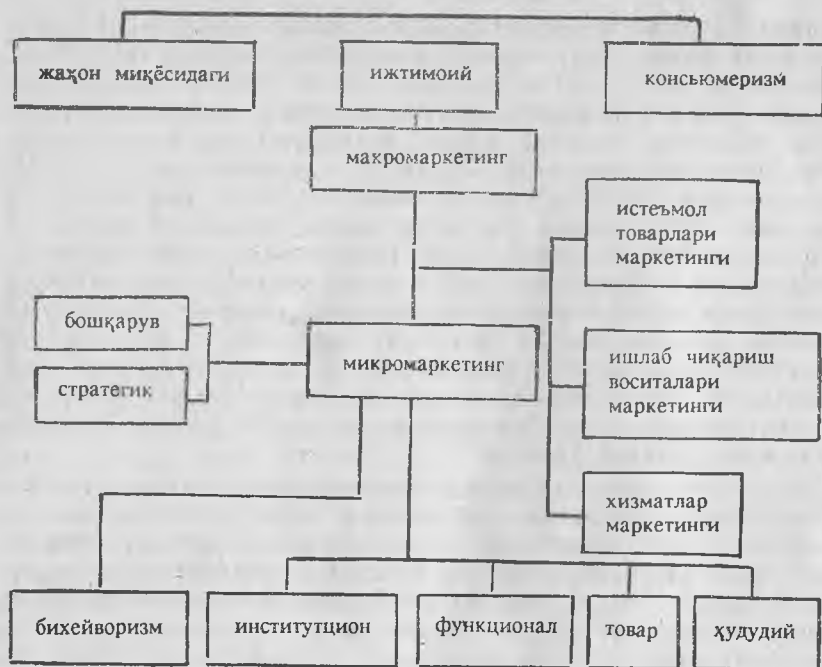 жаҳон миқёсидаги
ижтимоий
консьюмеризм
макромаркетинг
истеъмол
товарлари
маркетинги
бошқарув
стратегик
микромаркетинг
ишлаб чиқариш
воситалари
маркетинги
хизматлар
маркетинги
бихейворизм
институтцион
функционал
товар
ҳудудий